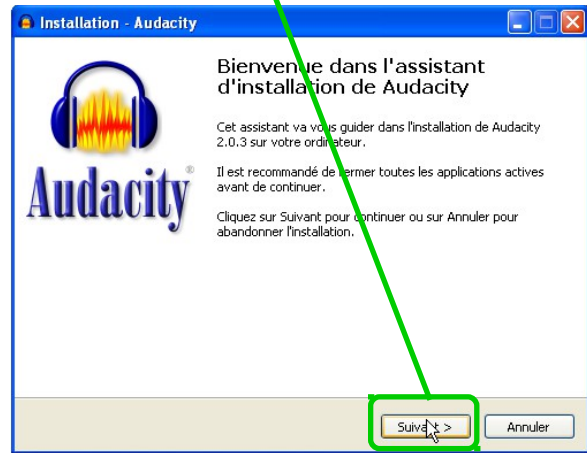 Installation - Audacity
Bienvenue dans l'assistant
d'installation de Audacity
Cet assistant va vous guider dans l'installation de Audacity
2.0.3 sur votre ordinateur.
Il est recommandé de fermer toutes les applications actives
avant de continuer.
Cliquez sur Suivant pour continuer ou sur Annuler pour
abandonner l'installation.
Audacity®
Suivant >
Annuler